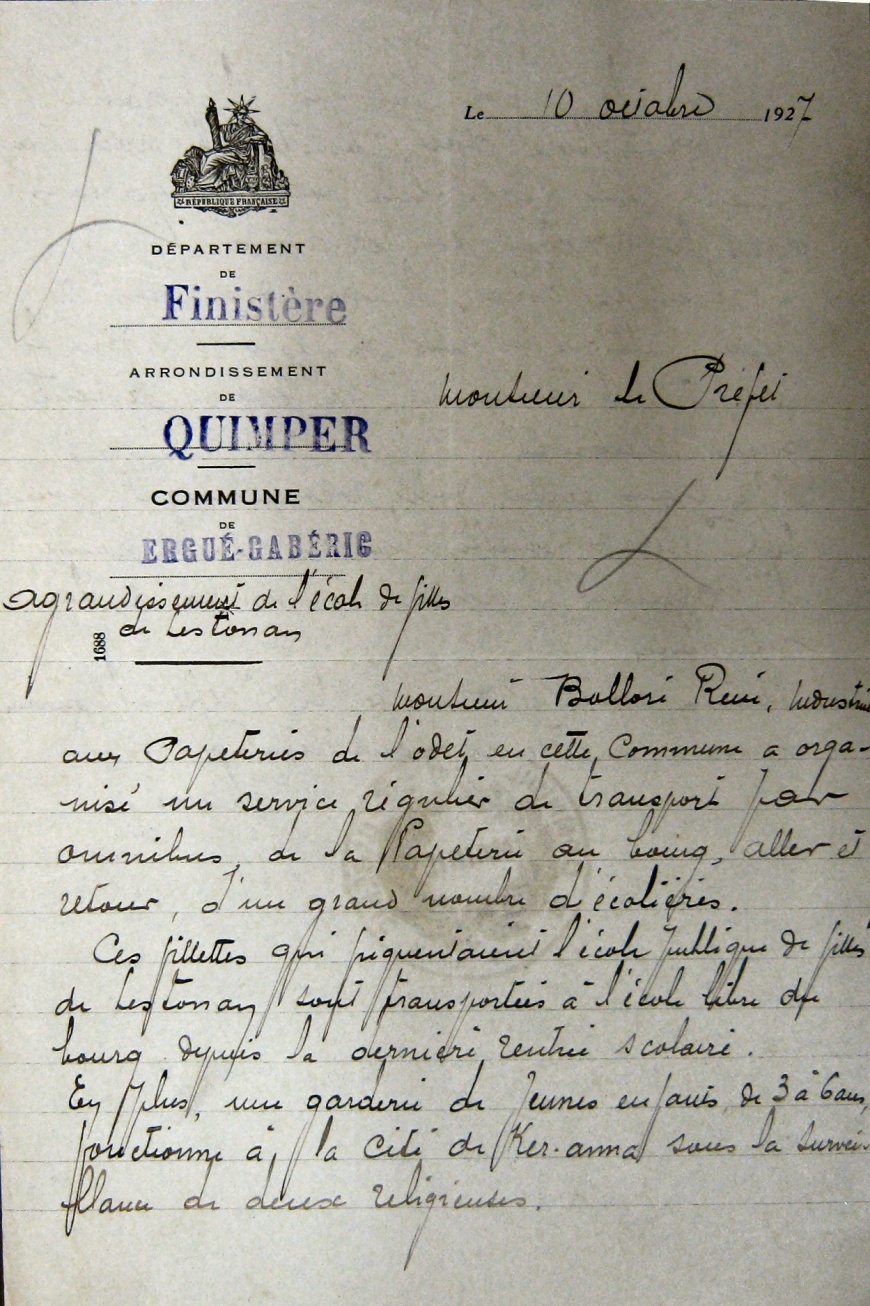 Le 10 octobre 1927
RÉPUBLIQUE FRANÇAISE
DÉPARTEMENT
DE
Finistère
ARRONDISSEMENT
DE
QUIMPER
Monsieur le Préfet
COMMUNE
DE
ERGUÉ-GABÉRIC
Agrandissement de l'école de filles
de Lestonan
1688
Monsieur Bolloré René, Industriel
aux Papeteries de l'Odet en cette Commune a orga-
nisé un service régulier de transport par
omnibus, de la Papeterie au bourg, aller et
retour, d'un grand nombre d'écolières.
Ces fillettes qui fréquentaient l'école publique de filles
de Lestonan sont transportées à l'école libre du
bourg depuis la dernière rentrée scolaire.
En plus, une garderie de jeunes enfants, de 3 à 6 ans,
fonctionne à la cité de Ker-anna sous la surveil-
llance de deux religieuses.